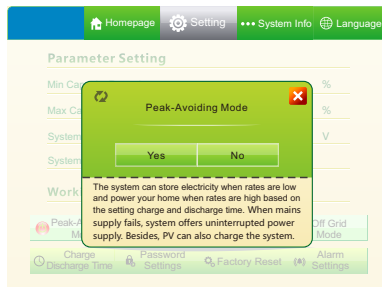 Homepage Setting System Info Language
Parameter Setting
Min Ca %
Max Ca %
System V
System
Peak-Avoiding Mode
Yes No
The system can store electricity when rates are low
and power your home when rates are high based on
the setting charge and discharge time. When mains
supply fails, system offers uninterrupted power
supply. Besides, PV can also charge the system.
Worki
Peak-A Off Grid
Mo Mode
Charge Password Factory Reset Alarm
Discharge Time Settings Settings